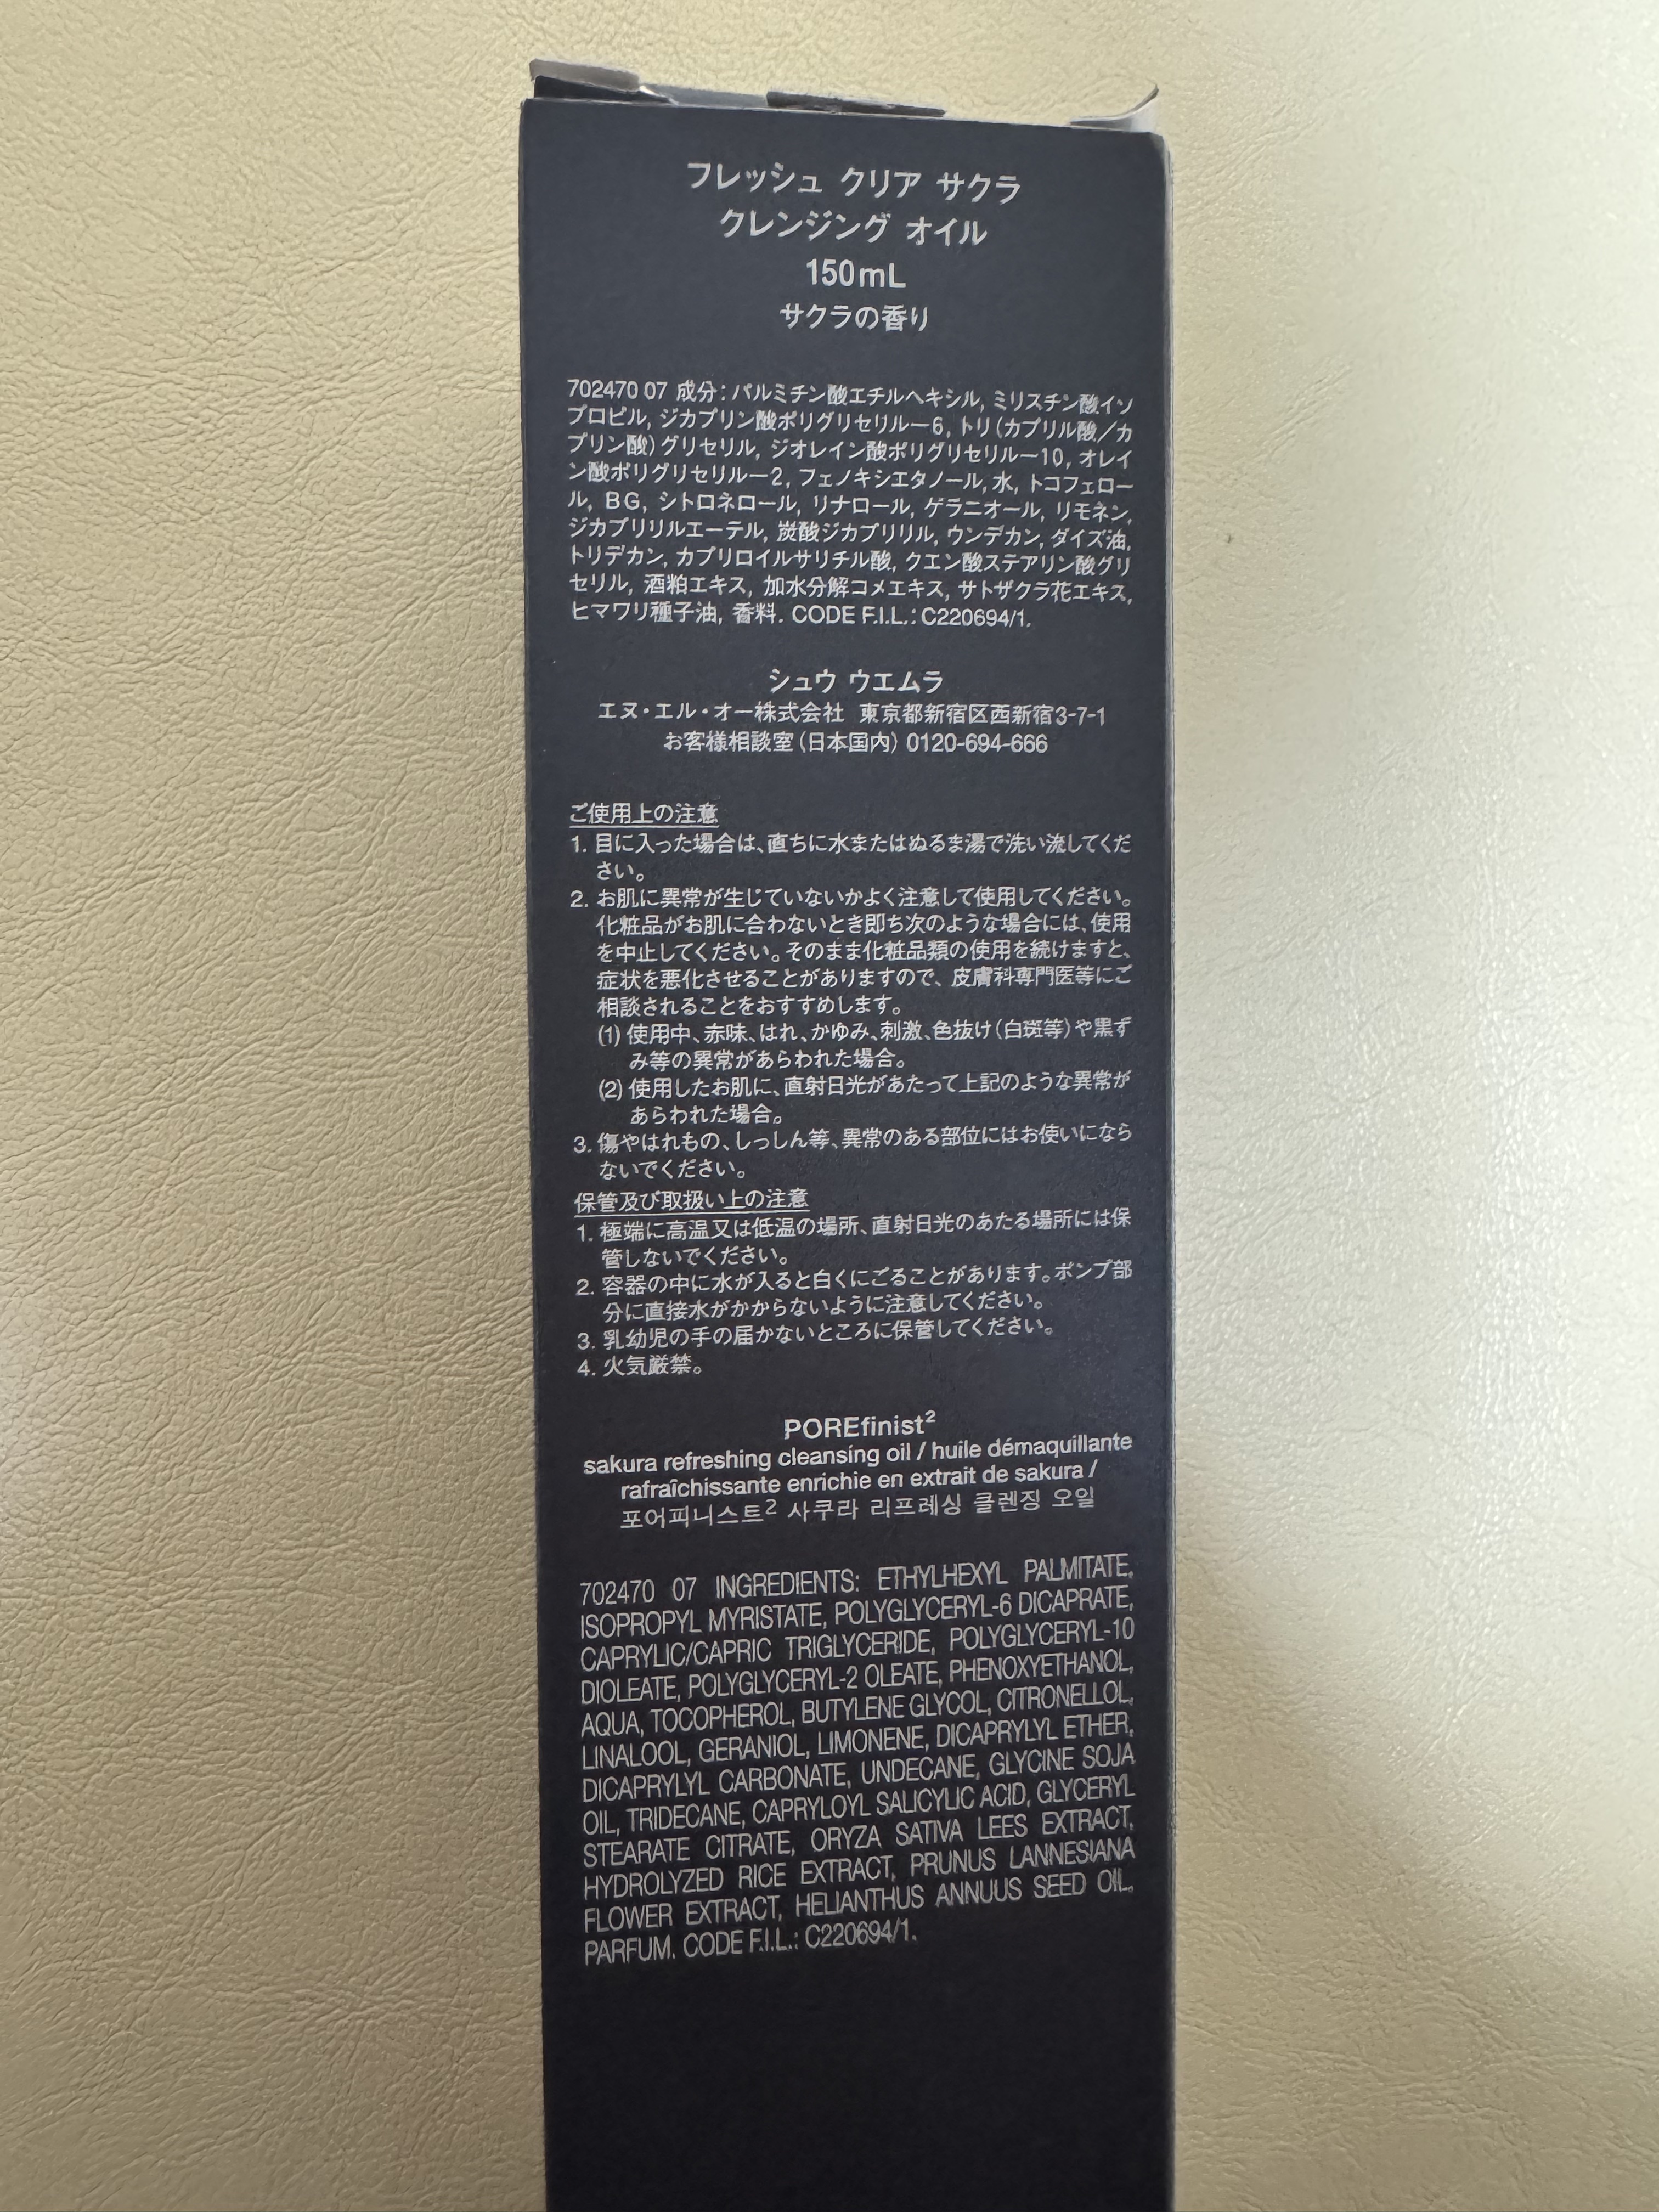 フレッシュ クリア サクラ
クレンジング オイル
150mL
サクラの香り
702470 07 成分：パルミチン酸エチルヘキシル, ミリスチン酸イソ
プロピル, ジカプリン酸ポリグリセリルー6, トリ（カプリル酸／カ
プリン酸）グリセリル, ジオレイン酸ポリグリセリルー10, オレイ
ン酸ポリグリセリルー2, フェノキシエタノール, 水, トコフェロー
ル, BG, シトロネロール, リナロール, ゲラニオール, リモネン,
ジカプリリルエーテル, 炭酸ジカプリリル, ウンデカン, ダイズ油,
トリデカン, カプリロイルサリチル酸, クエン酸ステアリン酸グリ
セリル, 酒粕エキス, 加水分解コメエキス, サトザクラ花エキス,
ヒマワリ種子油, 香料. CODE F.I.L.: C220694/1.
シュウ ウエムラ
エヌ・エル・オー株式会社 東京都新宿区西新宿3-7-1
お客様相談室（日本国内）0120-694-666
ご使用上の注意
1. 目に入った場合は、直ちに水またはぬるま湯で洗い流してくだ
さい。
2. お肌に異常が生じていないかよく注意して使用してください。
化粧品がお肌に合わないとき即ち次のような場合には、使用
を中止してください。そのまま化粧品類の使用を続けますと、
症状を悪化させることがありますので、皮膚科専門医等にご
相談されることをおすすめします。
(1) 使用中、赤味、はれ、かゆみ、刺激、色抜け（白斑等）や黒ず
み等の異常があらわれた場合。
(2) 使用したお肌に、直射日光があたって上記のような異常が
あらわれた場合。
3. 傷やはれもの、しっしん等、異常のある部位にはお使いになら
ないでください。
保管及び取扱い上の注意
1. 極端に高温又は低温の場所、直射日光のあたる場所には保
管しないでください。
2. 容器の中に水が入ると白くにごることがあります。ポンプ部
分に直接水がかからないように注意してください。
3. 乳幼児の手の届かないところに保管してください。
4. 火気厳禁。
POREfinist²
sakura refreshing cleansing oil / huile démaquillante
rafraîchissante enrichie en extrait de sakura /
포어피니스트² 사쿠라 리프레싱 클렌징 오일
702470 07 INGREDIENTS: ETHYLHEXYL PALMITATE,
ISOPROPYL MYRISTATE, POLYGLYCERYL-6 DICAPRATE,
CAPRYLIC/CAPRIC TRIGLYCERIDE, POLYGLYCERYL-10
DIOLEATE, POLYGLYCERYL-2 OLEATE, PHENOXYETHANOL,
AQUA, TOCOPHEROL, BUTYLENE GLYCOL, CITRONELLOL,
LINALOOL, GERANIOL, LIMONENE, DICAPRYLYL ETHER,
DICAPRYLYL CARBONATE, UNDECANE, GLYCINE SOJA
OIL, TRIDECANE, CAPRYLOYL SALICYLIC ACID, GLYCERYL
STEARATE CITRATE, ORYZA SATIVA LEES EXTRACT,
HYDROLYZED RICE EXTRACT, PRUNUS LANNESIANA
FLOWER EXTRACT, HELIANTHUS ANNUUS SEED OIL,
PARFUM. CODE F.I.L.: C220694/1.